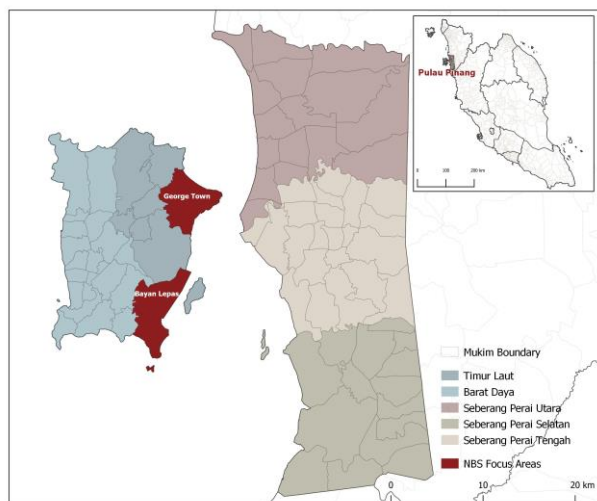 Pulau Pinang
0 100 200 km
George Town
Bayan Lepas
Mukim Boundary
Timur Laut
Barat Daya
Seberang Perai Utara
Seberang Perai Selatan
Seberang Perai Tengah
NBS Focus Areas
0 10 20 km